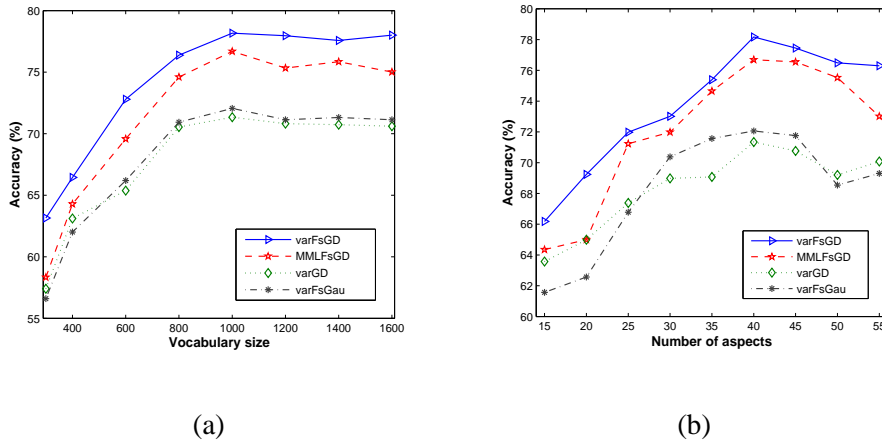 80
75
70
65
60
55
400 600 800 1000 1200 1400 1600
Vocabulary size
Accuracy (%)
varFsGD
MMLFsGD
varGD
varFsGau
(a)
80
78
76
74
72
70
68
66
64
62
60
15 20 25 30 35 40 45 50 55
Number of aspects
Accuracy (%)
varFsGD
MMLFsGD
varGD
varFsGau
(b)